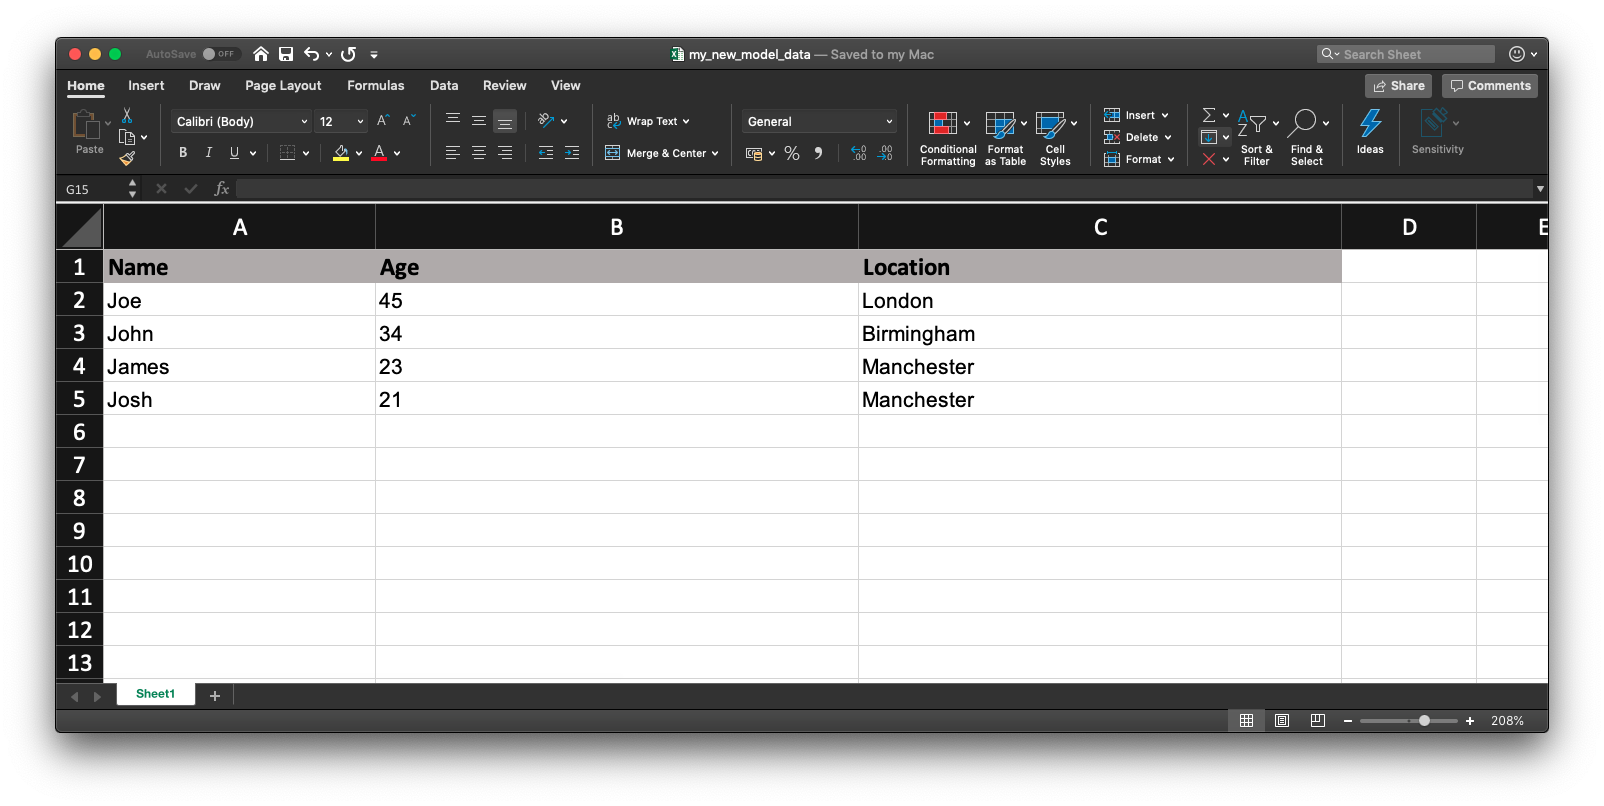 AutoSave OFF my_new_model_data — Saved to my Mac Search Sheet
Home Insert Draw Page Layout Formulas Data Review View Share Comments
Paste Calibri (Body) 12 A A Wrap Text General Conditional Formatting Format as Table Cell Styles Insert Sort & Filter Find & Select Ideas Sensitivity
B I U A Merge & Center % Delete
Format
G15 fx
A B C D E
1 Name Age Location
2 Joe 45 London
3 John 34 Birmingham
4 James 23 Manchester
5 Josh 21 Manchester
6
7
8
9
10
11
12
13
Sheet1 +
208%